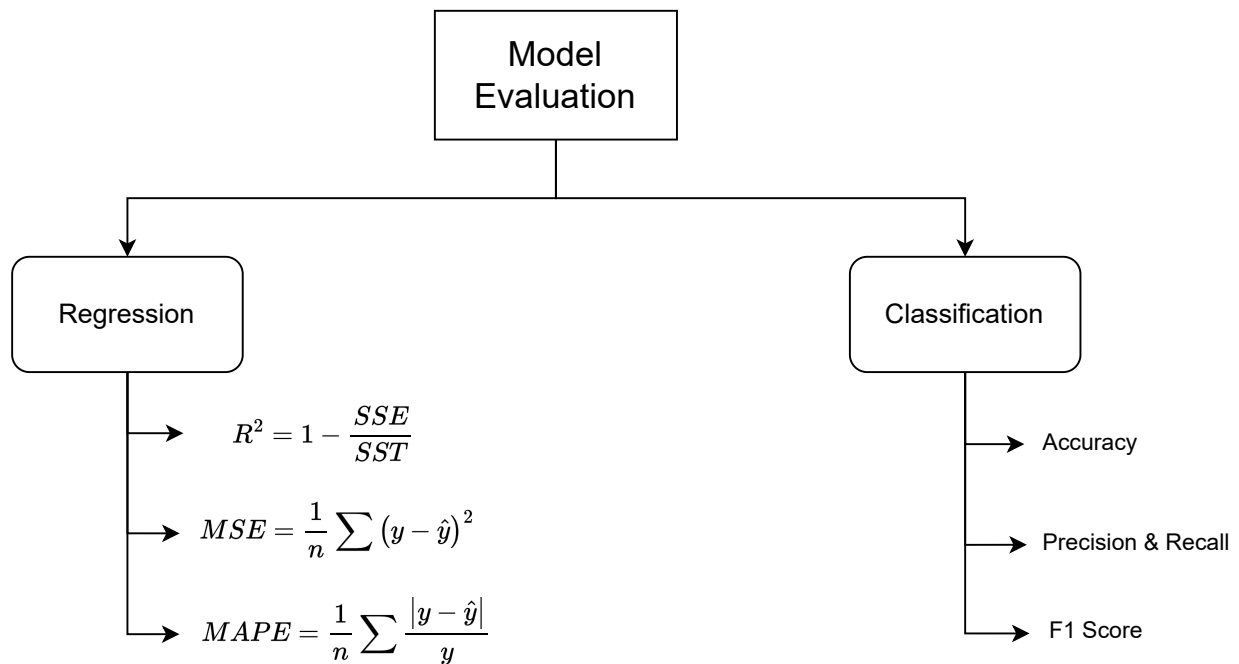 Model
Evaluation
Regression
Classification
R² = 1 − SSE/SST
MSE = 1/n ∑ (y − ŷ)²
MAPE = 1/n ∑ |y − ŷ|/y
Accuracy
Precision & Recall
F1 Score